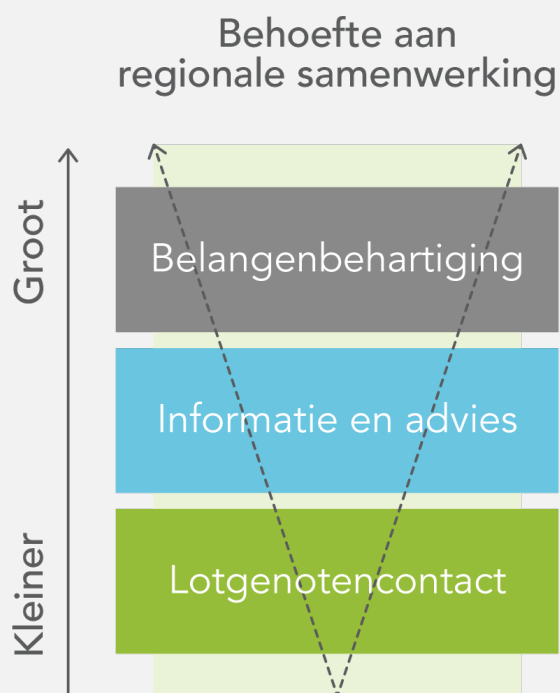 Behoefte aan
regionale samenwerking
Groot
Belangenbehartiging
Informatie en advies
Kleiner
Lotgenotencontact